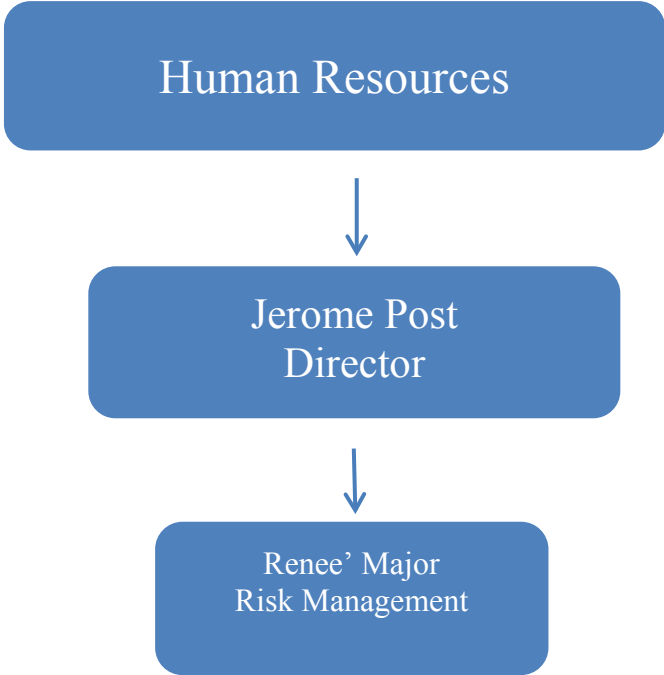 Human Resources
Jerome Post
Director
Renee’ Major
Risk Management